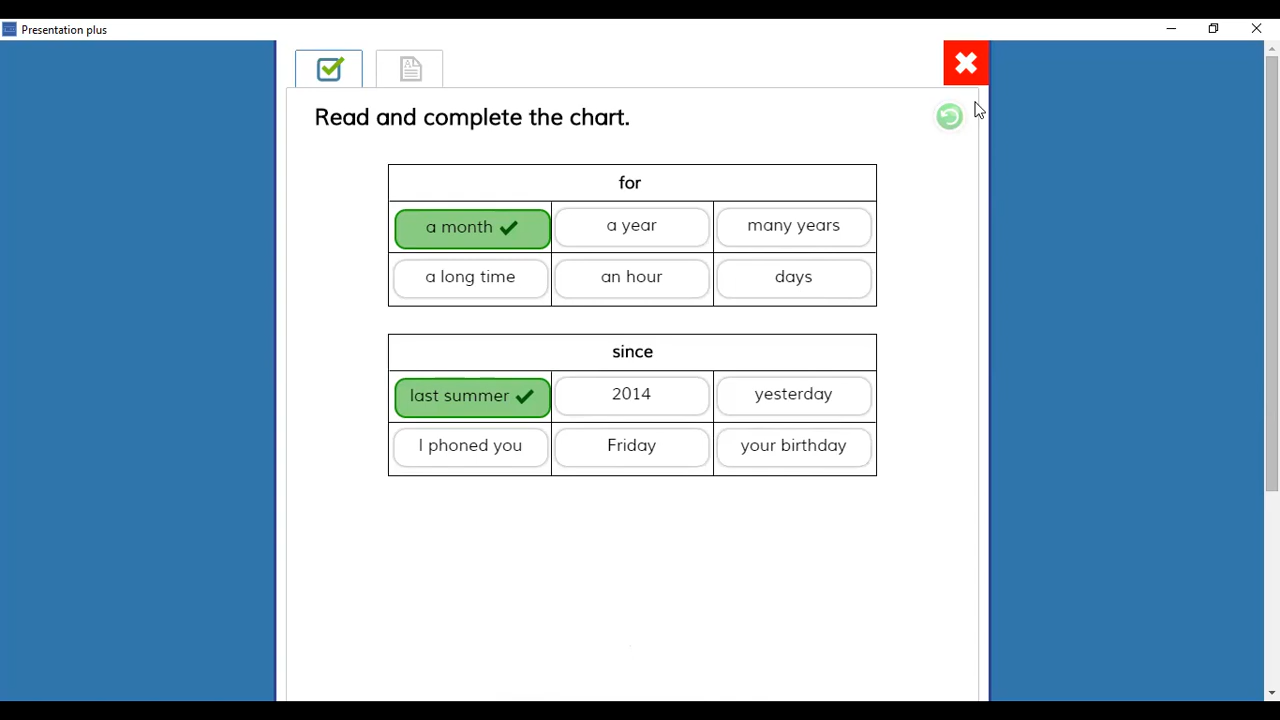 Presentation plus
Read and complete the chart.
for
a month a year many years
a long time an hour days
since
last summer 2014 yesterday
I phoned you Friday your birthday